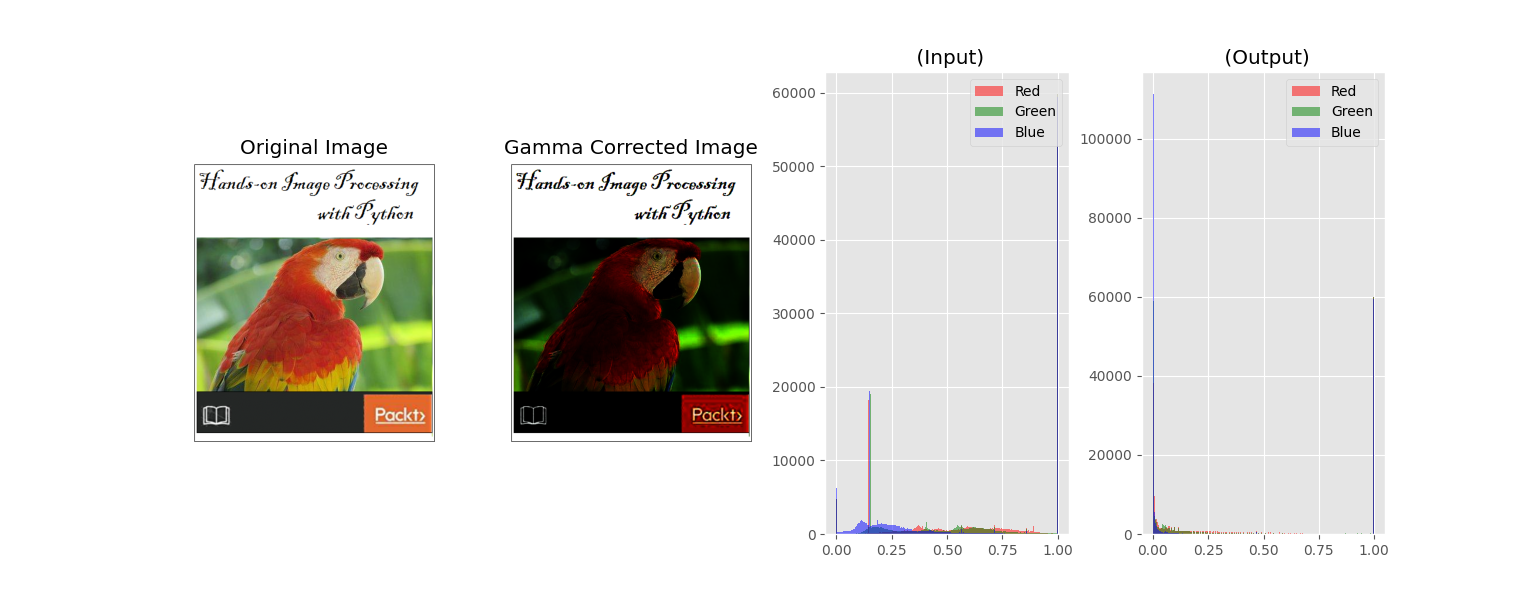 Original Image
Hands-on Image Processing
with Python
Packt>
Gamma Corrected Image
Hands-on Image Processing
with Python
Packt>
(Input)
Red
Green
Blue
60000
50000
40000
30000
20000
10000
0
0.00 0.25 0.50 0.75 1.00
(Output)
Red
Green
Blue
100000
80000
60000
40000
20000
0
0.00 0.25 0.50 0.75 1.00